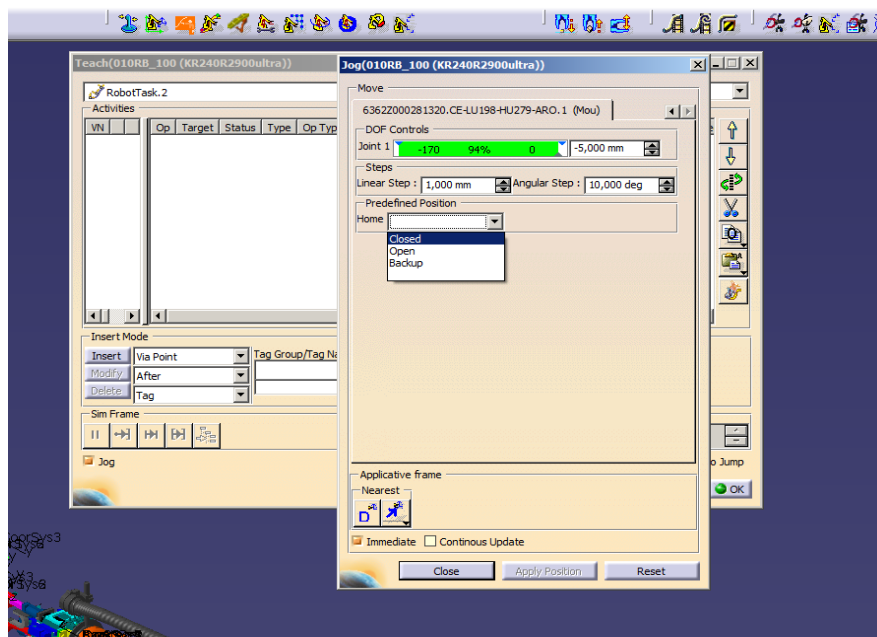 Teach(010RB_100 (KR240R2900ultra))
RobotTask.2
Activities
VN Op Target Status Type Op Typ
Insert Mode
Insert Via Point Tag Group/Tag Na
Modify After
Delete Tag
Sim Frame
Jog
o Jump
OK
Jog(010RB_100 (KR240R2900ultra))
Move
6362Z000281320.CE-LU198-HU279-ARO.1 (Mou)
DOF Controls
Joint 1 -170 94% 0 -5,000 mm
Steps
Linear Step : 1,000 mm Angular Step : 10,000 deg
Predefined Position
Home
Closed
Open
Backup
Applicative frame
Nearest
D
Immediate Continous Update
Close Apply Position Reset